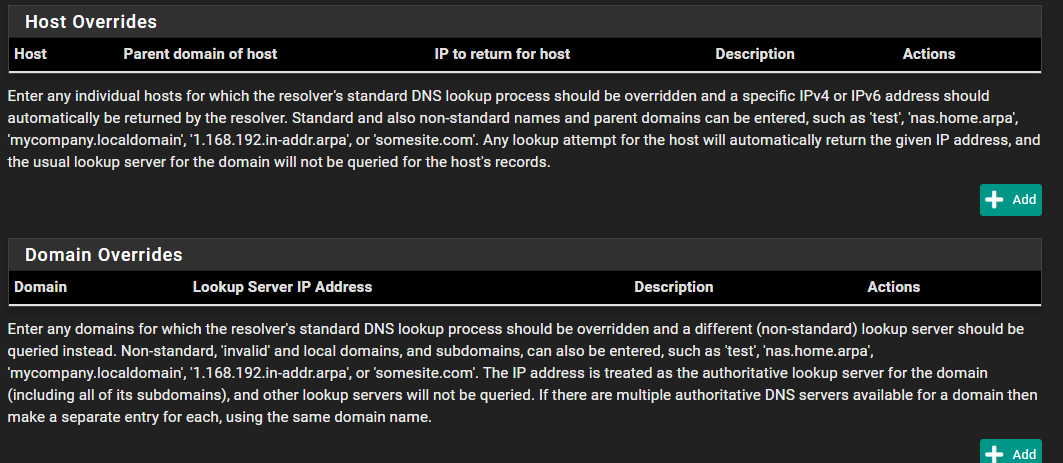 Host Overrides
Host Parent domain of host IP to return for host Description Actions
Enter any individual hosts for which the resolver's standard DNS lookup process should be overridden and a specific IPv4 or IPv6 address should
automatically be returned by the resolver. Standard and also non-standard names and parent domains can be entered, such as 'test', 'nas.home.arpa',
'mycompany.localdomain', '1.168.192.in-addr.arpa', or 'somesite.com'. Any lookup attempt for the host will automatically return the given IP address, and
the usual lookup server for the domain will not be queried for the host's records.
Add
Domain Overrides
Domain Lookup Server IP Address Description Actions
Enter any domains for which the resolver's standard DNS lookup process should be overridden and a different (non-standard) lookup server should be
queried instead. Non-standard, 'invalid' and local domains, and subdomains, can also be entered, such as 'test', 'nas.home.arpa',
'mycompany.localdomain', '1.168.192.in-addr.arpa', or 'somesite.com'. The IP address is treated as the authoritative lookup server for the domain
(including all of its subdomains), and other lookup servers will not be queried. If there are multiple authoritative DNS servers available for a domain then
make a separate entry for each, using the same domain name.
Add